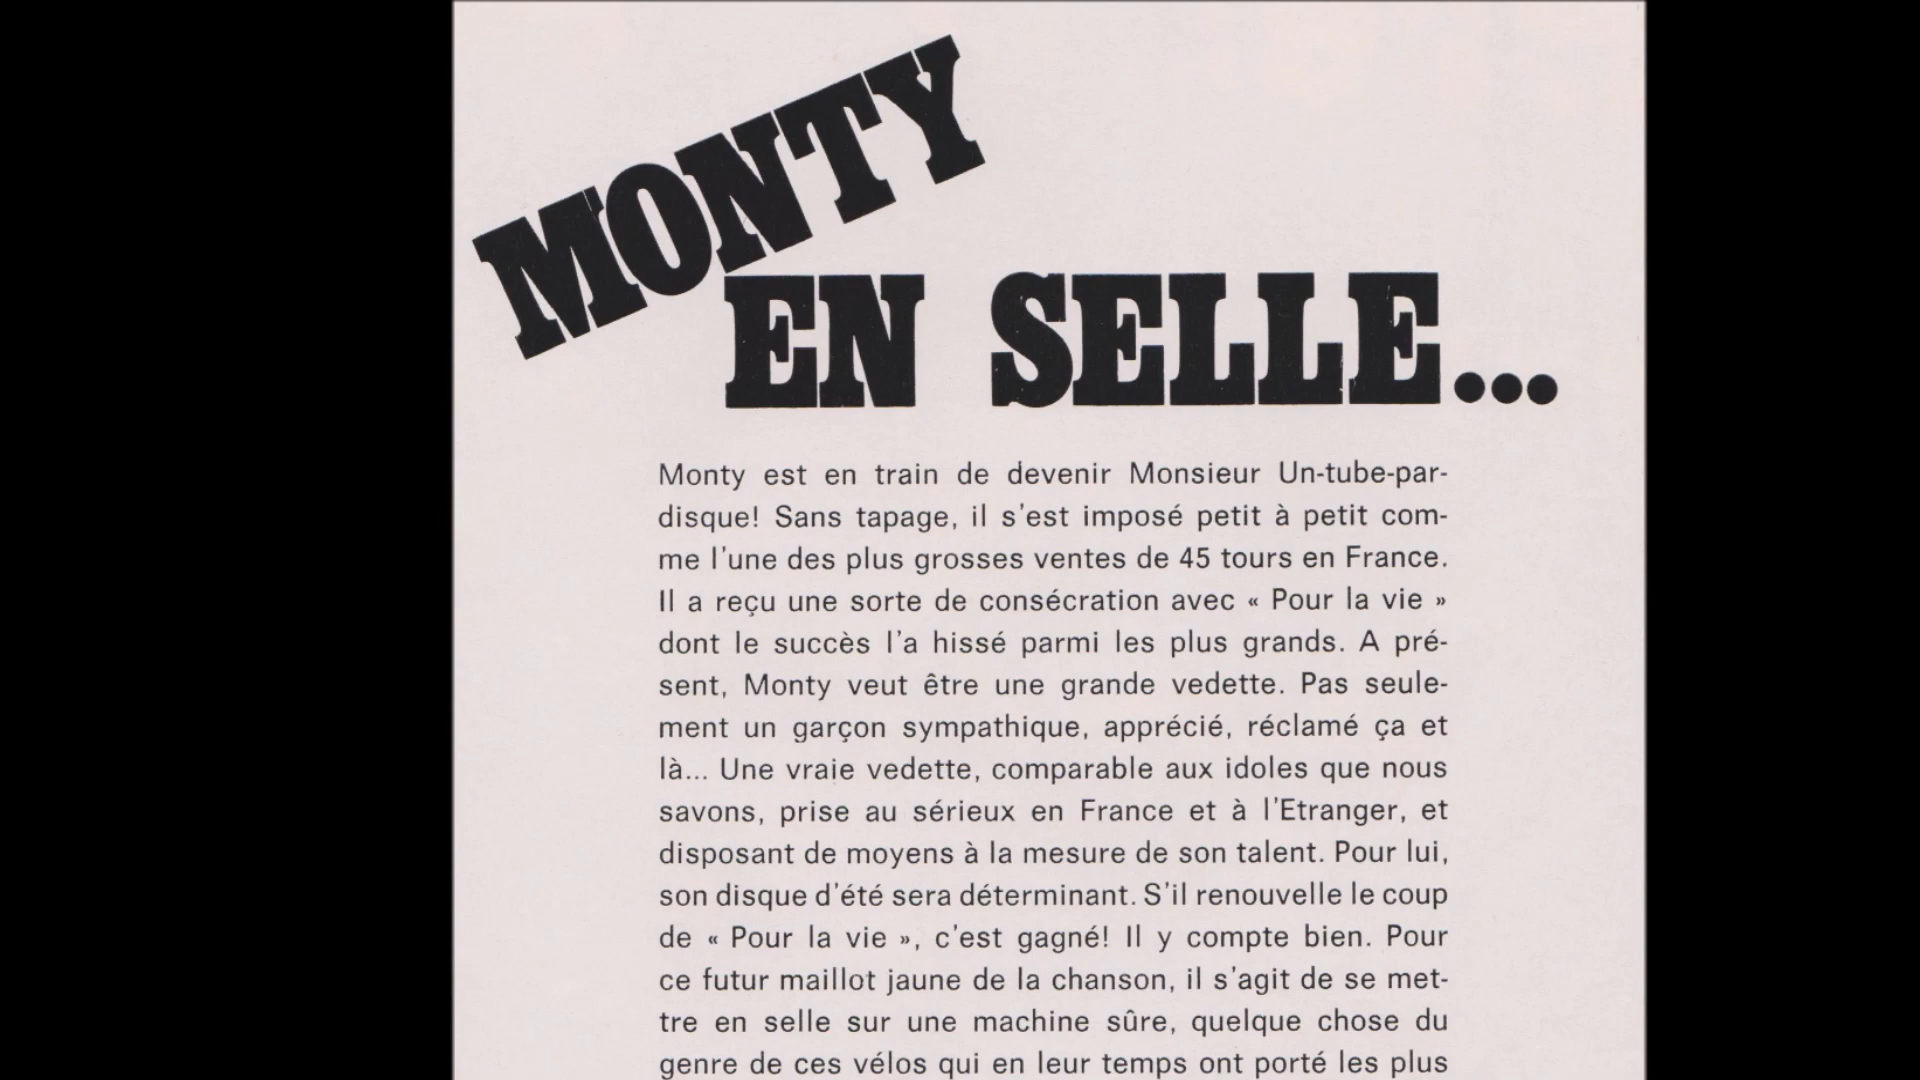 MONTY
EN SELLE...
Monty est en train de devenir Monsieur Un-tube-par-
disque! Sans tapage, il s'est imposé petit à petit com-
me l'une des plus grosses ventes de 45 tours en France.
Il a reçu une sorte de consécration avec « Pour la vie »
dont le succès l'a hissé parmi les plus grands. A pré-
sent, Monty veut être une grande vedette. Pas seule-
ment un garçon sympathique, apprécié, réclamé ça et
là... Une vraie vedette, comparable aux idoles que nous
savons, prise au sérieux en France et à l'Etranger, et
disposant de moyens à la mesure de son talent. Pour lui,
son disque d'été sera déterminant. S'il renouvelle le coup
de « Pour la vie », c'est gagné! Il y compte bien. Pour
ce futur maillot jaune de la chanson, il s'agit de se met-
tre en selle sur une machine sûre, quelque chose du
genre de ces vélos qui en leur temps ont porté les plus